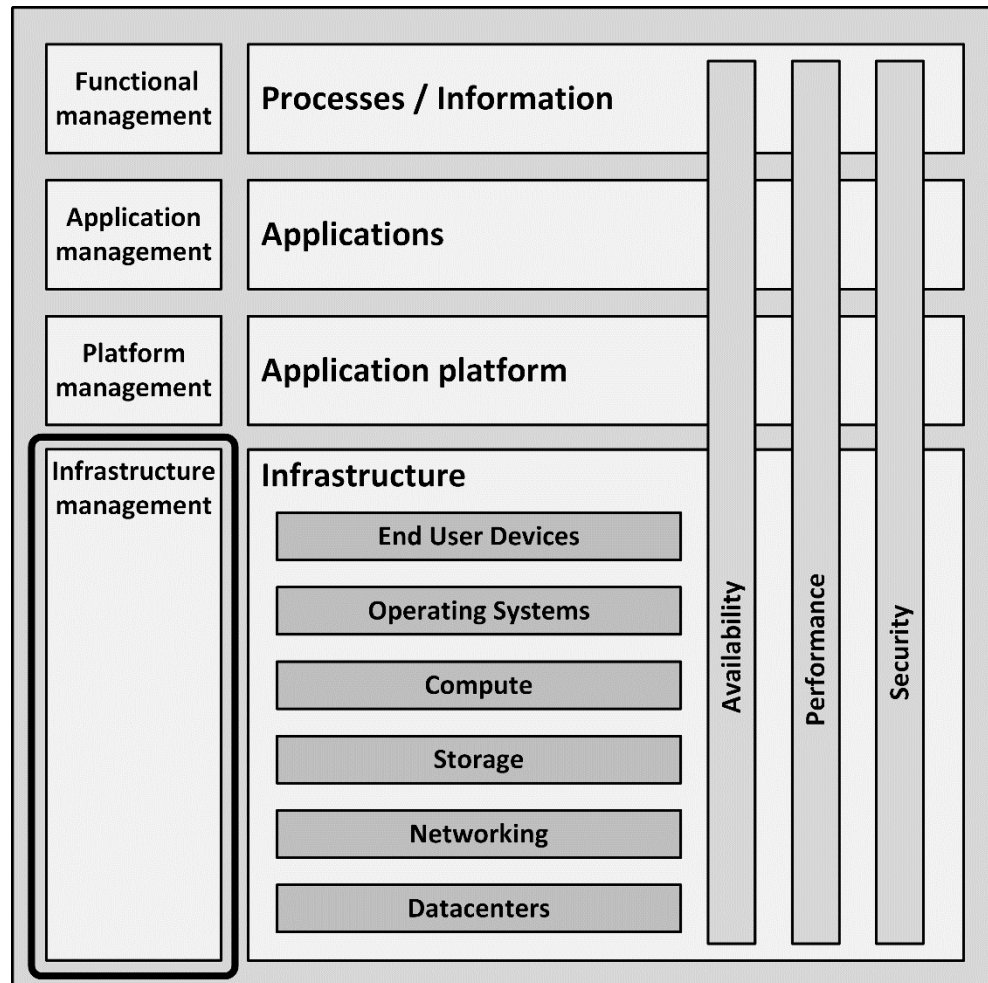 Functional
management
Processes / Information
Application
management
Applications
Platform
management
Application platform
Infrastructure
management
Infrastructure
End User Devices
Operating Systems
Compute
Storage
Networking
Datacenters
Availability
Performance
Security